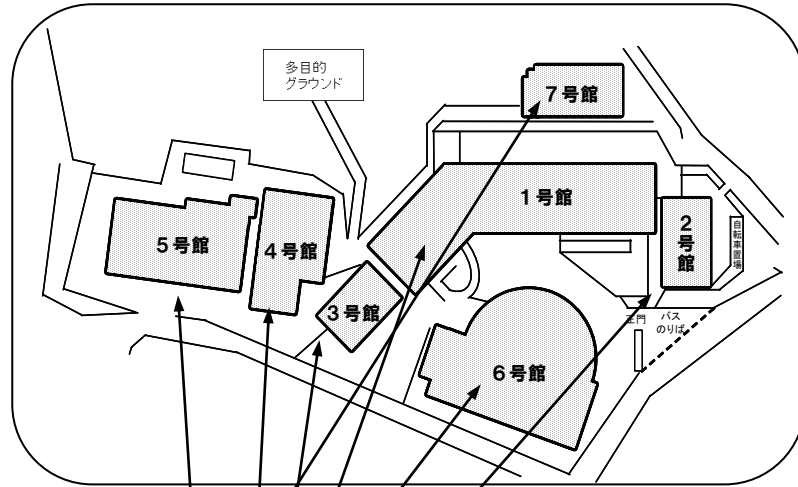 多目的
グラウンド
7号館
1号館
2
号
館
自転車置場
5号館
4号館
3号館
正門
バス
のりば
6号館